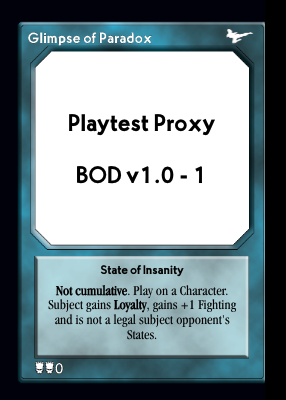 Glimpse of Paradox
Playtest Proxy
BOD v1.0 - 1
State of Insanity
Not cumulative. Play on a Character.
Subject gains Loyalty, gains +1 Fighting
and is not a legal subject opponent's
States.
0